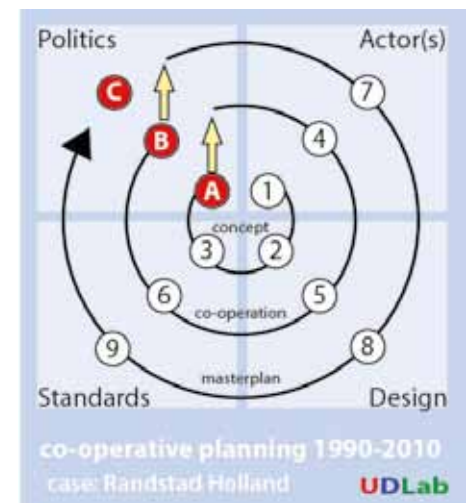 Politics
Actor(s)
C
7
B
4
A
1
concept
3
2
6
5
co-operation
9
8
masterplan
Standards
Design
co-operative planning 1990-2010
case: Randstad Holland
UDLab